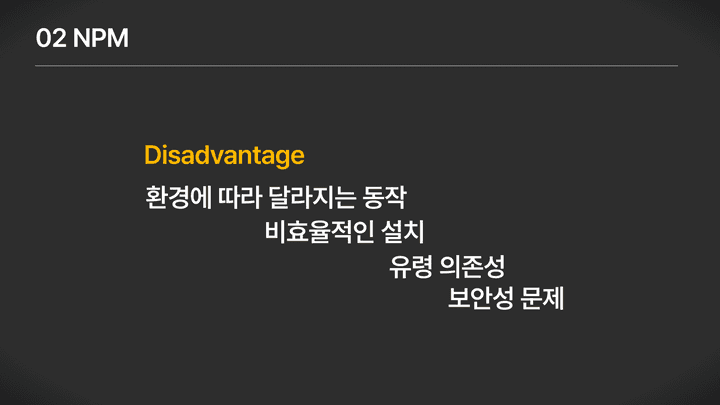 02 NPM
Disadvantage
환경에 따라 달라지는 동작
비효율적인 설치
유령 의존성
보안성 문제